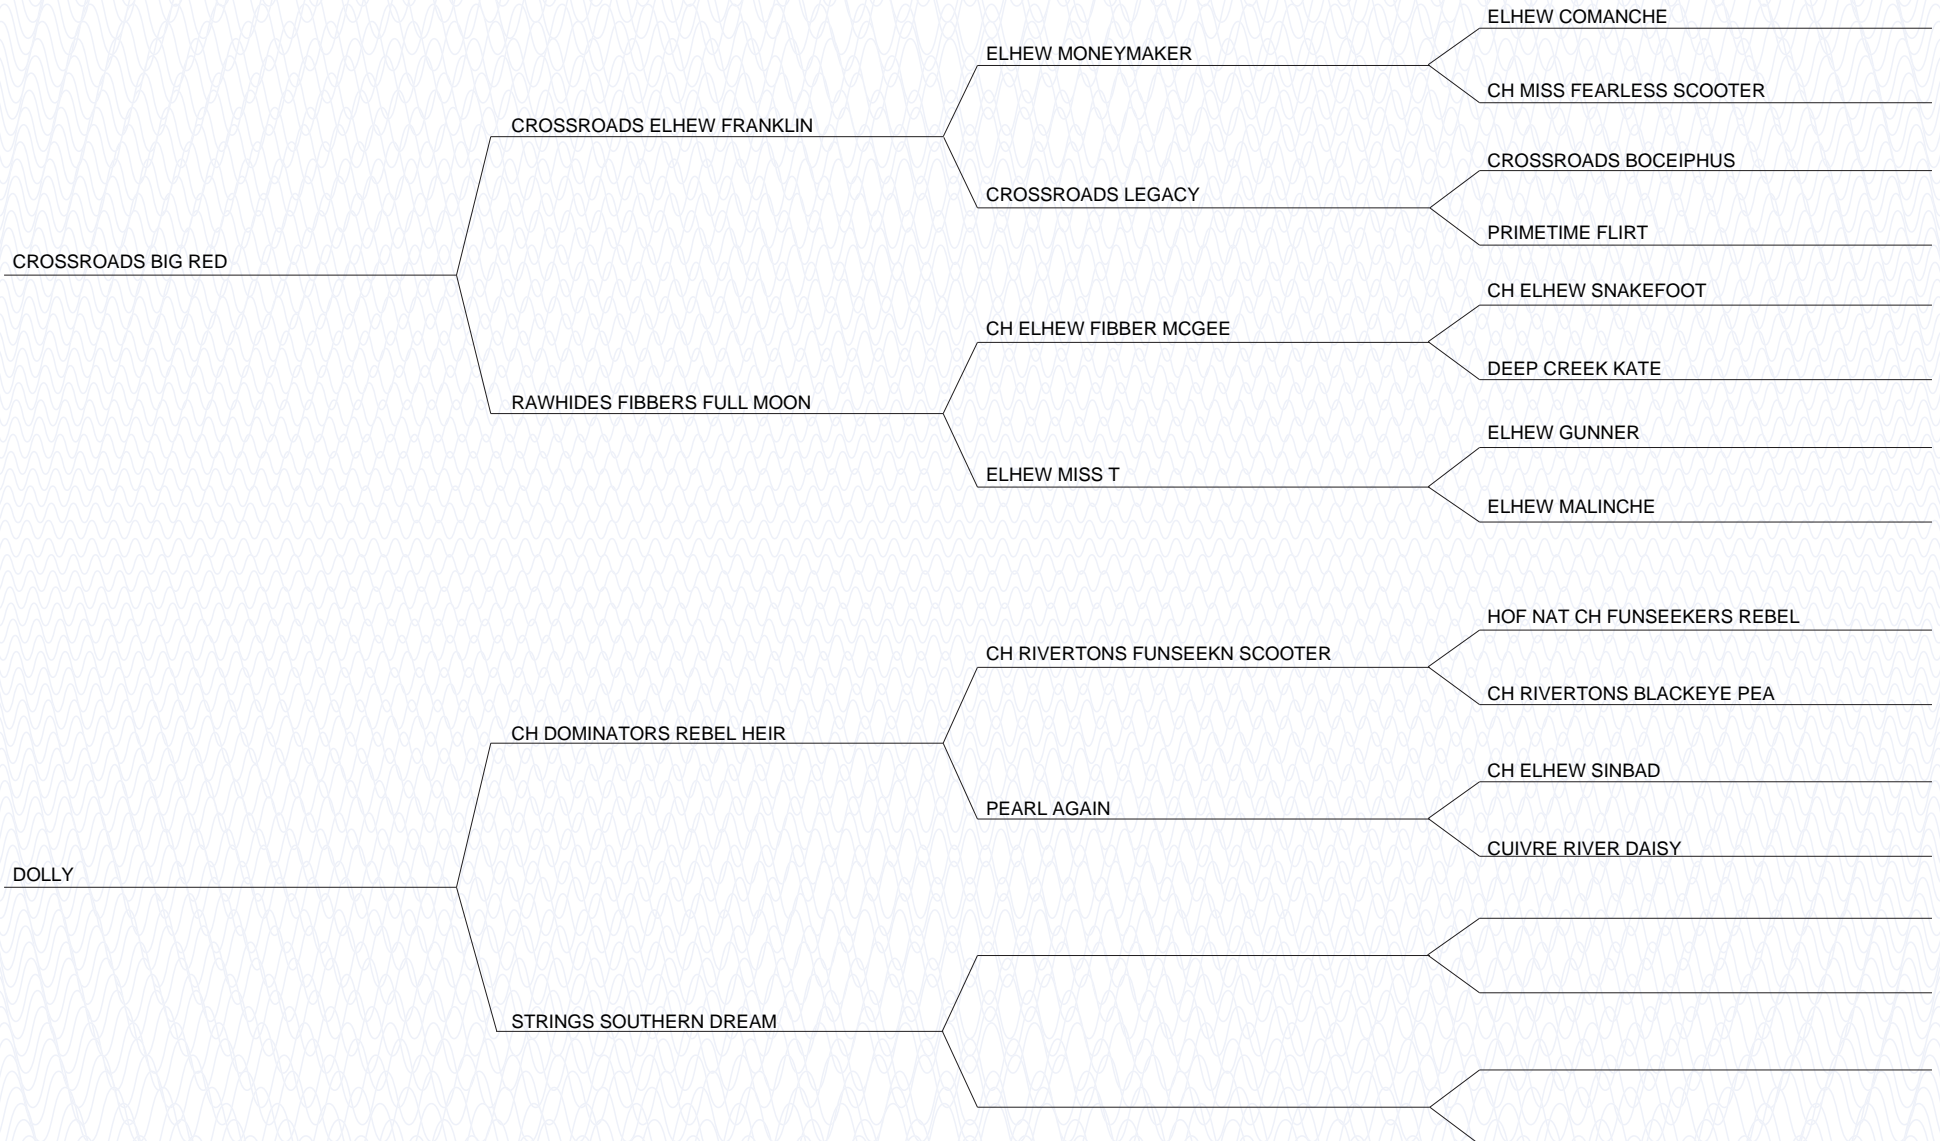 ELHEW COMANCHE
ELHEW MONEYMAKER
CH MISS FEARLESS SCOOTER
CROSSROADS ELHEW FRANKLIN
CROSSROADS BOCEIPHUS
CROSSROADS LEGACY
PRIMETIME FLIRT
CROSSROADS BIG RED
CH ELHEW SNAKEFOOT
CH ELHEW FIBBER MCGEE
DEEP CREEK KATE
RAWHIDES FIBBERS FULL MOON
ELHEW GUNNER
ELHEW MISS T
ELHEW MALINCHE
HOF NAT CH FUNSEEKERS REBEL
CH RIVERTONS FUNSEEKN SCOOTER
CH RIVERTONS BLACKEYE PEA
CH DOMINATORS REBEL HEIR
CH ELHEW SINBAD
PEARL AGAIN
CUIVRE RIVER DAISY
DOLLY
STRINGS SOUTHERN DREAM